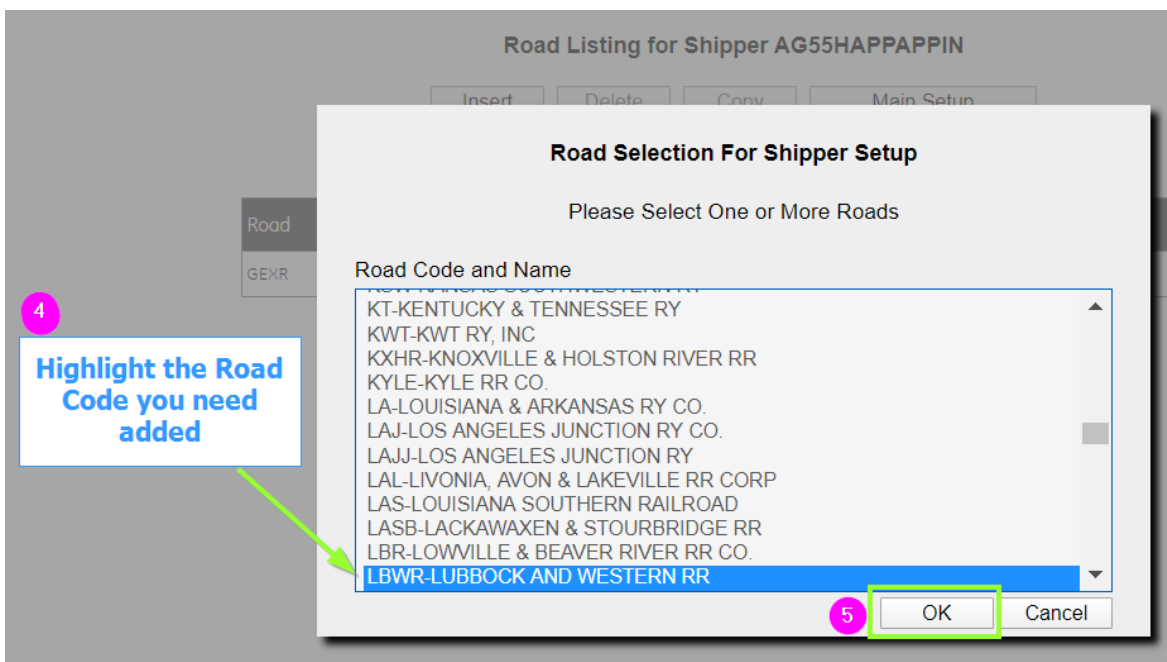 Road Listing for Shipper AG55HAPPAPPIN
Insert Delete Copy Main Setup
Road Selection For Shipper Setup
Please Select One or More Roads
Road
GEXR
Road Code and Name
KSW-KANSAS SOUTHWESTERN RY
KT-KENTUCKY & TENNESSEE RY
KWT-KWT RY, INC
KXHR-KNOXVILLE & HOLSTON RIVER RR
KYLE-KYLE RR CO.
LA-LOUISIANA & ARKANSAS RY CO.
LAJ-LOS ANGELES JUNCTION RY CO.
LAJJ-LOS ANGELES JUNCTION RY
LAL-LIVONIA, AVON & LAKEVILLE RR CORP
LAS-LOUISIANA SOUTHERN RAILROAD
LASB-LACKAWAXEN & STOURBRIDGE RR
LBR-LOWVILLE & BEAVER RIVER RR CO.
LBWR-LUBBOCK AND WESTERN RR
4
Highlight the Road
Code you need
added
5
OK Cancel